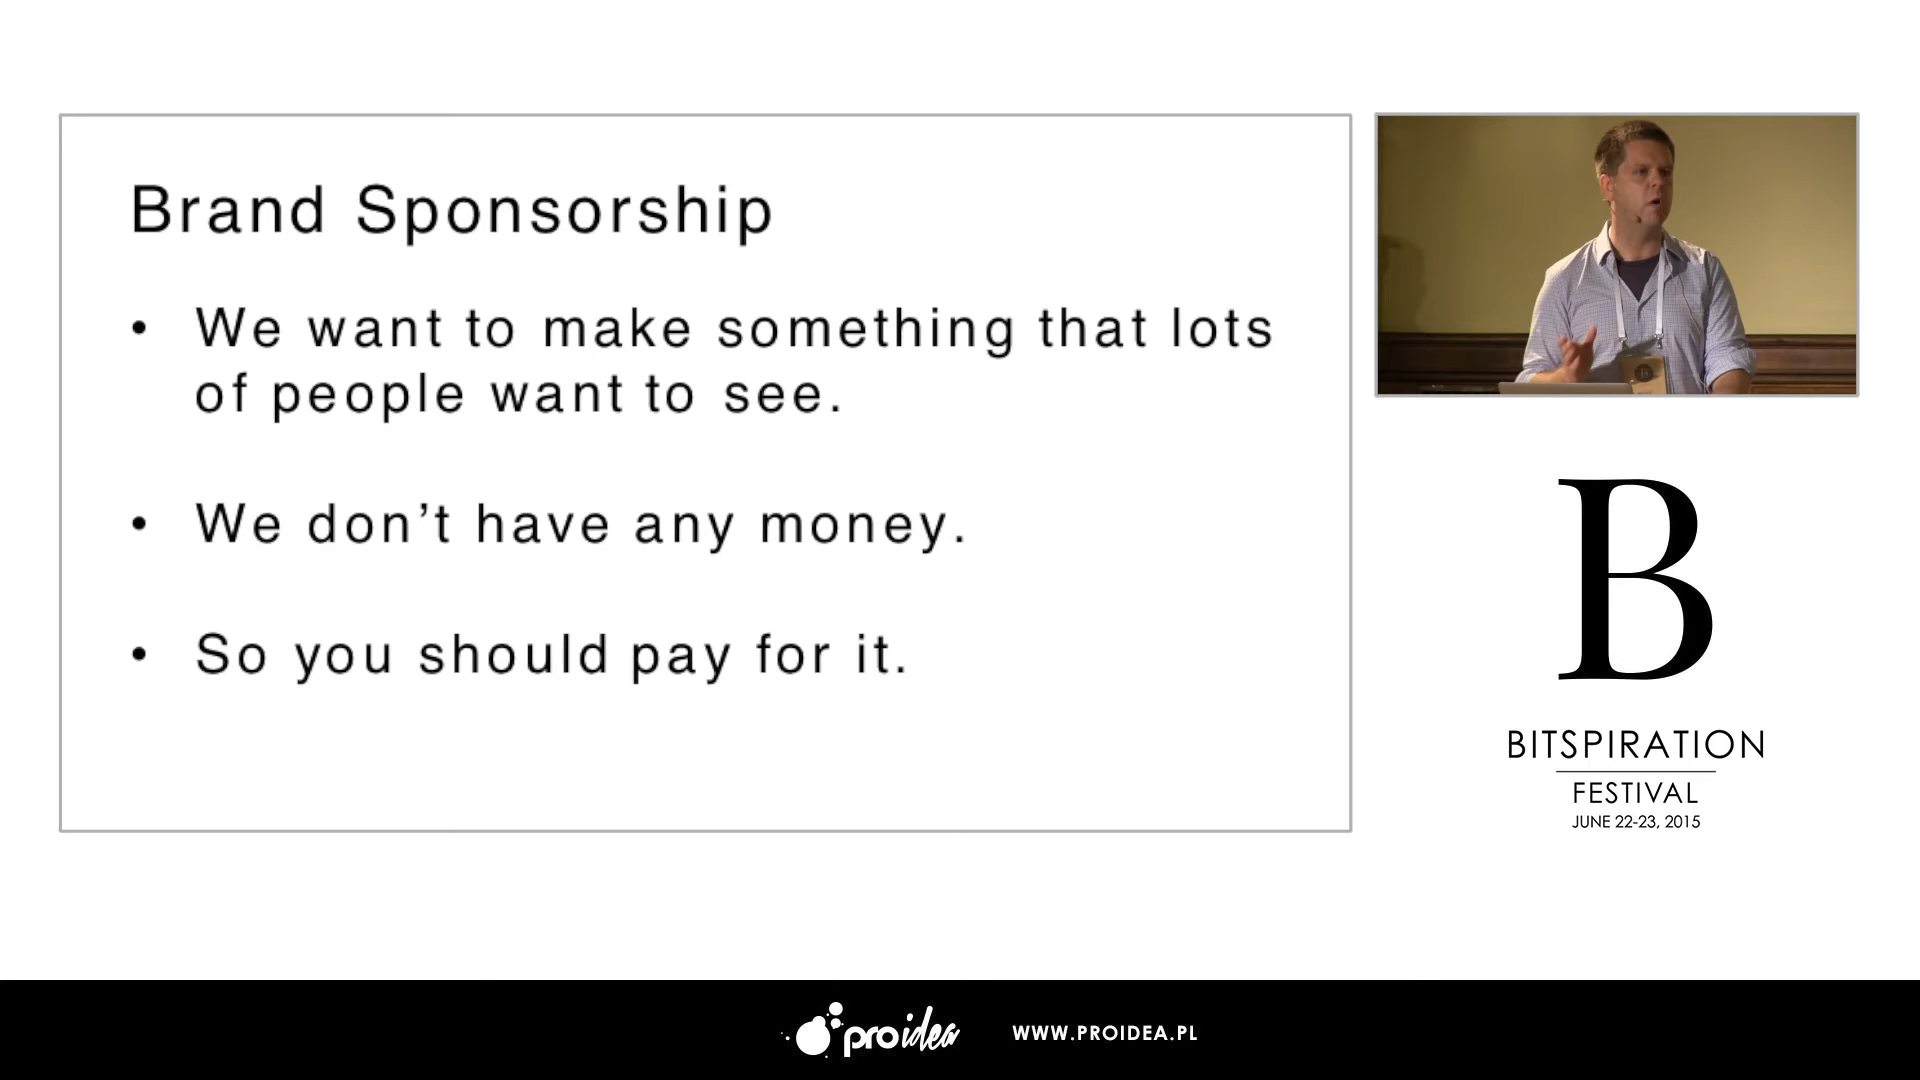 Brand Sponsorship
• We want to make something that lots
of people want to see.
• We don’t have any money.
• So you should pay for it.
B
BITSPIRATION
FESTIVAL
JUNE 22-23, 2015
proidea
WWW.PROIDEA.PL